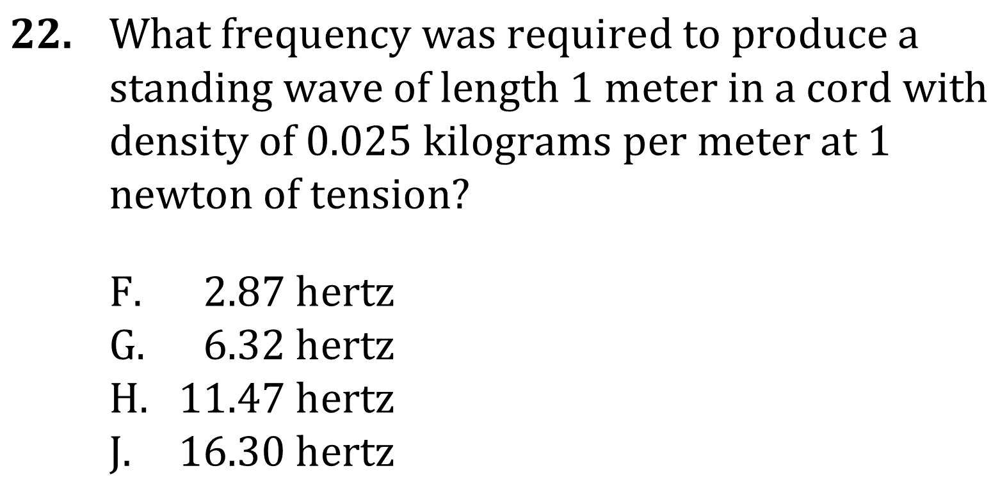 22. What frequency was required to produce a
standing wave of length 1 meter in a cord with
density of 0.025 kilograms per meter at 1
newton of tension?
F. 2.87 hertz
G. 6.32 hertz
H. 11.47 hertz
J. 16.30 hertz